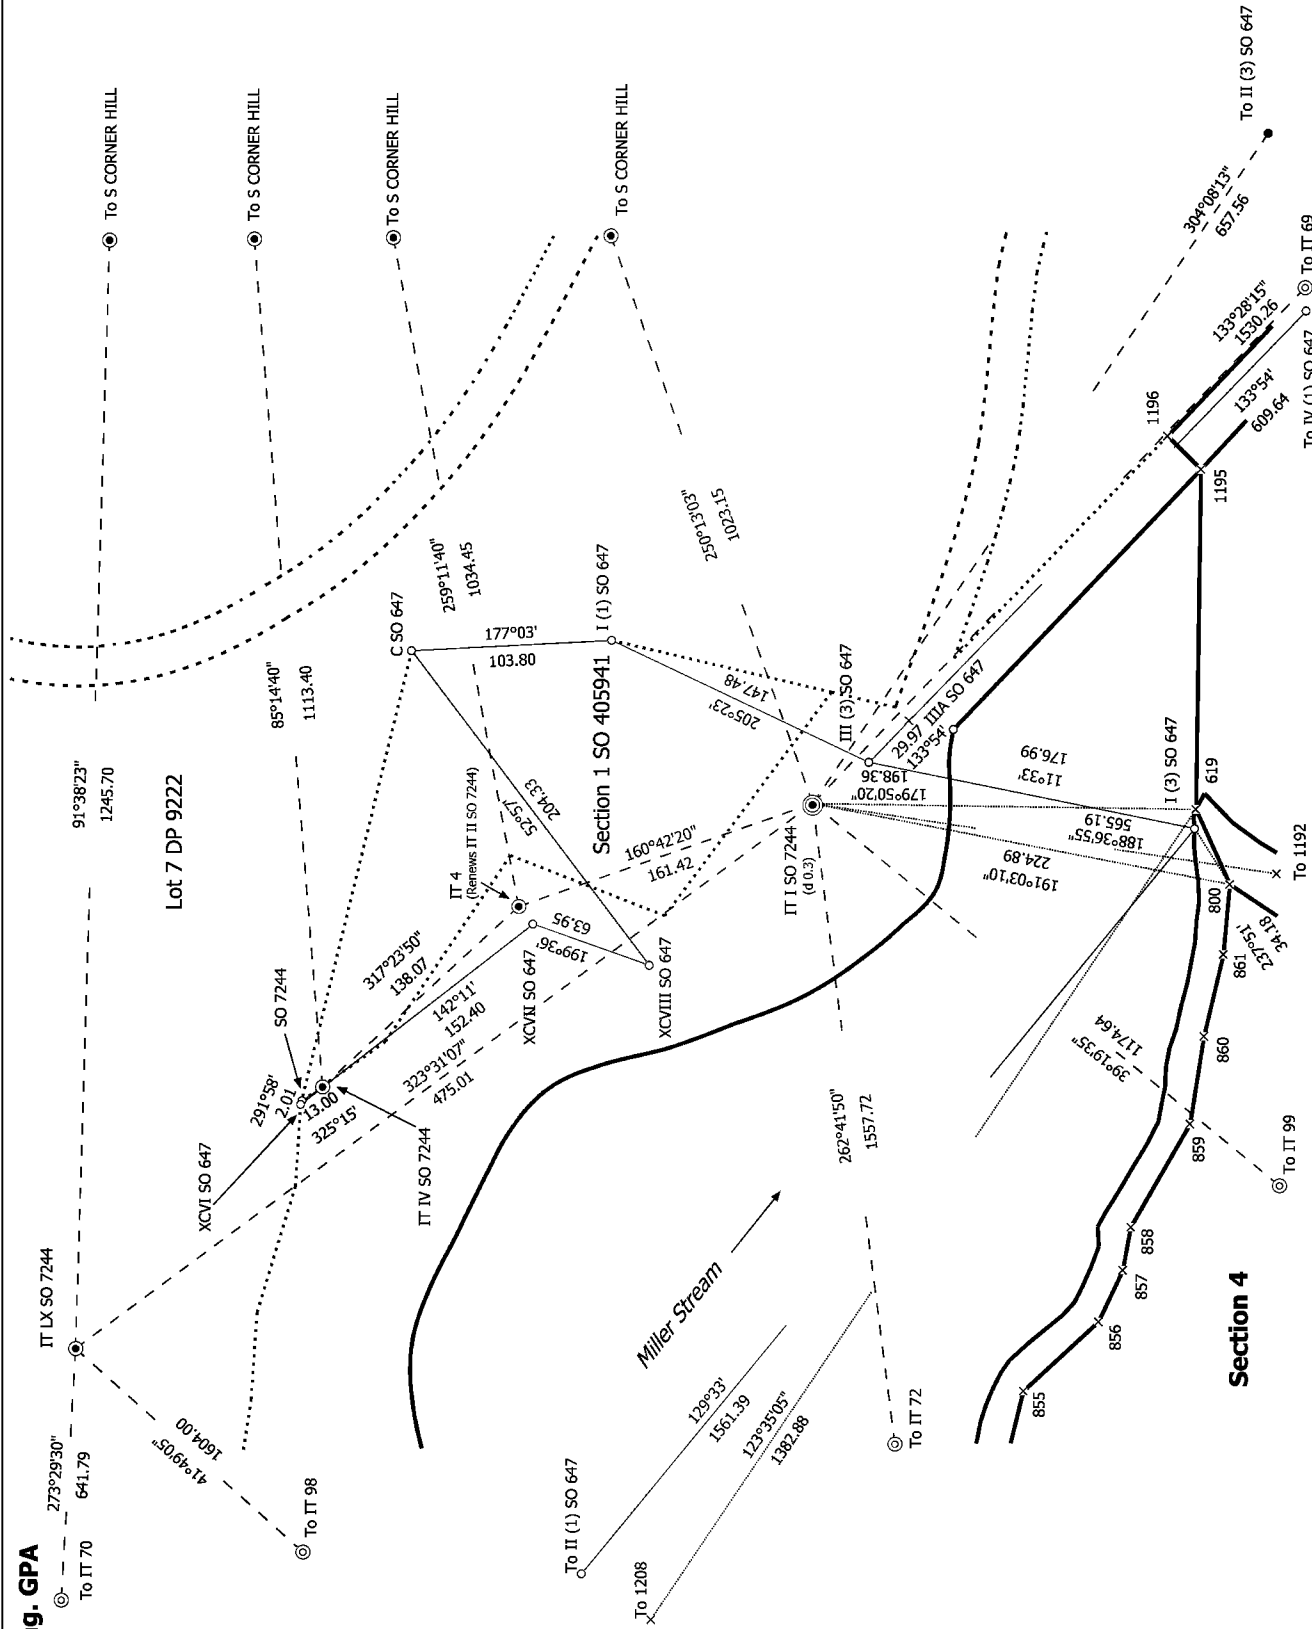 g. GPA
To IT 70
273°29'30"
641.79
IT LX SO 7244
41°49'05"
1604.00
To IT 98
91°38'23"
1245.70
Lot 7 DP 9222
To S CORNER HILL
To S CORNER HILL
To S CORNER HILL
To S CORNER HILL
85°14'40"
1113.40
259°11'40"
1034.45
250°13'03"
1023.15
XCVI SO 647
291°58'
2.01
SO 7244
13.00
325°15'
IT IV SO 7244
317°23'50"
138.07
142°11'
152.40
323°31'07"
475.01
IT 4
(Renews IT II SO 7244)
XCVII SO 647
199°36'
63.95
XCVIII SO 647
52°57'
204.33
C SO 647
177°03'
103.80
I (1) SO 647
Section 1 SO 405941
160°42'20"
161.42
205°23'
147.48
III (3) SO 647
IT I SO 7244
(d 0.3)
29.97 IIIA SO 647
133°54'
179°50'20"
198.36
11°33'
176.99
191°03'10"
224.89
188°36'55"
565.19
I (3) SO 647
619
To 1192
800
237°51'
34.18
861
860
859
858
857
856
855
39°19'35"
1174.64
To IT 99
262°41'50"
1557.72
To IT 72
Miller Stream
129°33'
1561.39
To II (1) SO 647
123°35'05"
1382.88
To 1208
Section 4
1195
1196
133°28'15"
1530.26
133°54'
609.64
To IT 69
To IV (1) SO 647
304°08'13"
657.56
To II (3) SO 647